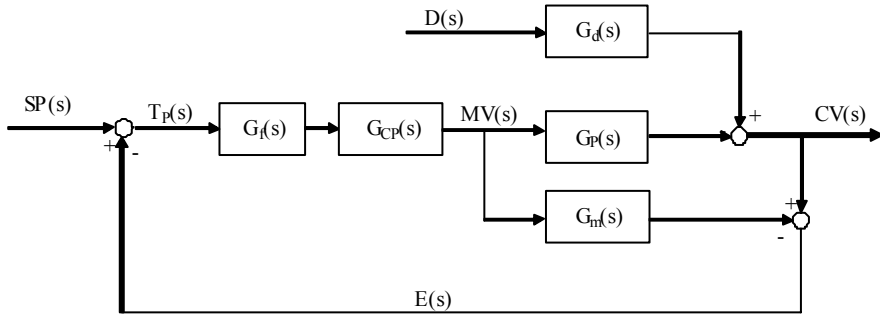 D(s)
G_d(s)
SP(s)
T_P(s)
MV(s)
CV(s)
+
G_f(s)
G_CP(s)
G_P(s)
+
-
+
G_m(s)
-
E(s)